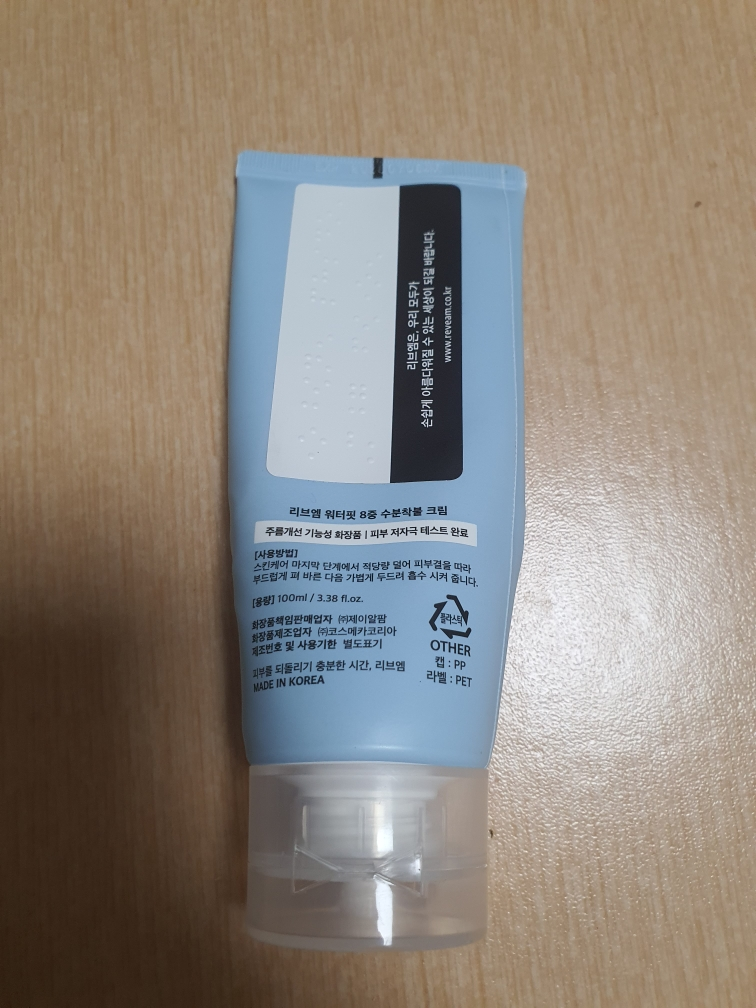 리브엠은, 우리 모두가
손쉽게 아름다워질 수 있는 세상이 되길 바랍니다.
www.reveam.co.kr
리브엠 워터핏 8중 수분착붙 크림
주름개선 기능성 화장품 | 피부 저자극 테스트 완료
[사용방법]
스킨케어 마지막 단계에서 적당량 덜어 피부결을 따라
부드럽게 펴 바른 다음 가볍게 두드려 흡수 시켜 줍니다.
[용량] 100ml / 3.38 fl.oz.
화장품책임판매업자 ㈜제이알팜
화장품제조업자 ㈜코스메카코리아
제조번호 및 사용기한 별도표기
피부를 되돌리기 충분한 시간, 리브엠
MADE IN KOREA
플라스틱
OTHER
캡 : PP
라벨 : PET